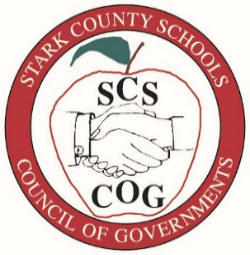 STARK COUNTY SCHOOLS
SCS
COG
COUNCIL OF GOVERNMENTS